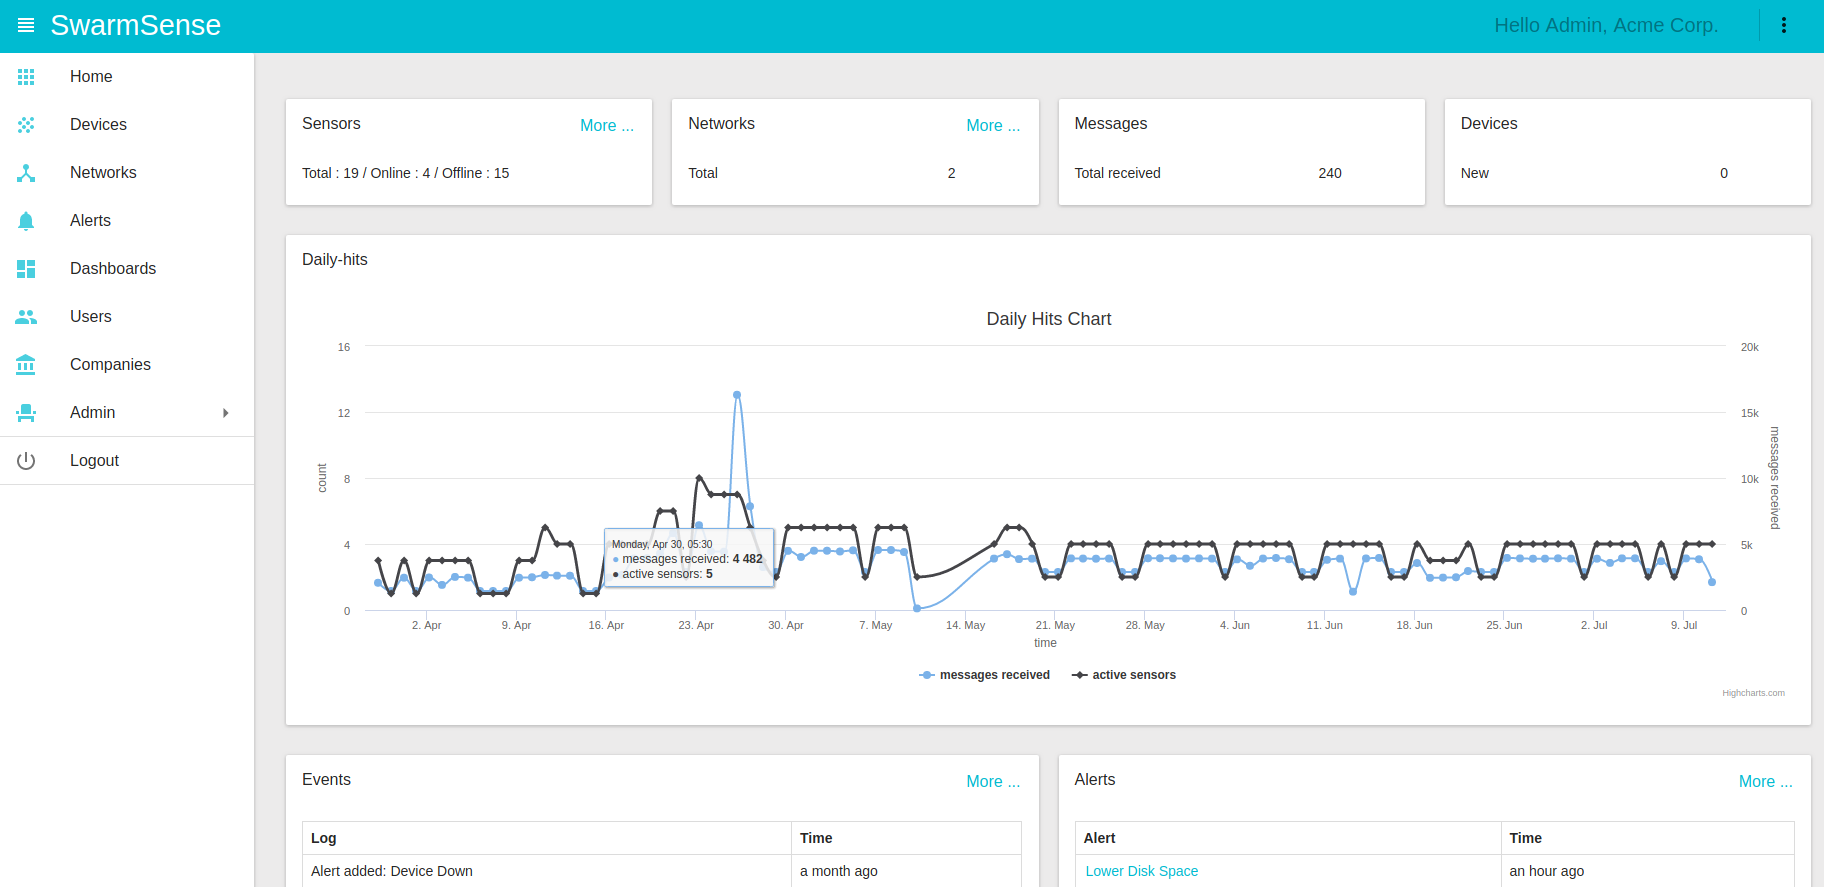 SwarmSense
Hello Admin, Acme Corp.
Home
Devices
Networks
Alerts
Dashboards
Users
Companies
Admin
Logout
Sensors
More ...
Total : 19 / Online : 4 / Offline : 15
Networks
More ...
Total 2
Messages
Total received 240
Devices
New 0
Daily-hits
Daily Hits Chart
16
12
8
4
0
count
20k
15k
10k
5k
0
messages received
Monday, Apr 30, 05:30
messages received: 4 482
active sensors: 5
2. Apr 9. Apr 16. Apr 23. Apr 30. Apr 7. May 14. May 21. May 28. May 4. Jun 11. Jun 18. Jun 25. Jun 2. Jul 9. Jul
time
messages received active sensors
Highcharts.com
Events
More ...
Log Time
Alert added: Device Down a month ago
Alerts
More ...
Alert Time
Lower Disk Space an hour ago